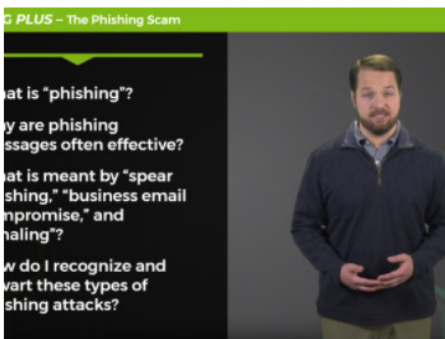 G PLUS – The Phishing Scam
at is “phishing”?
y are phishing
ssages often effective?
at is meant by “spear
shing,” “business email
mpromise,” and
aling”?
w do I recognize and
wart these types of
shing attacks?